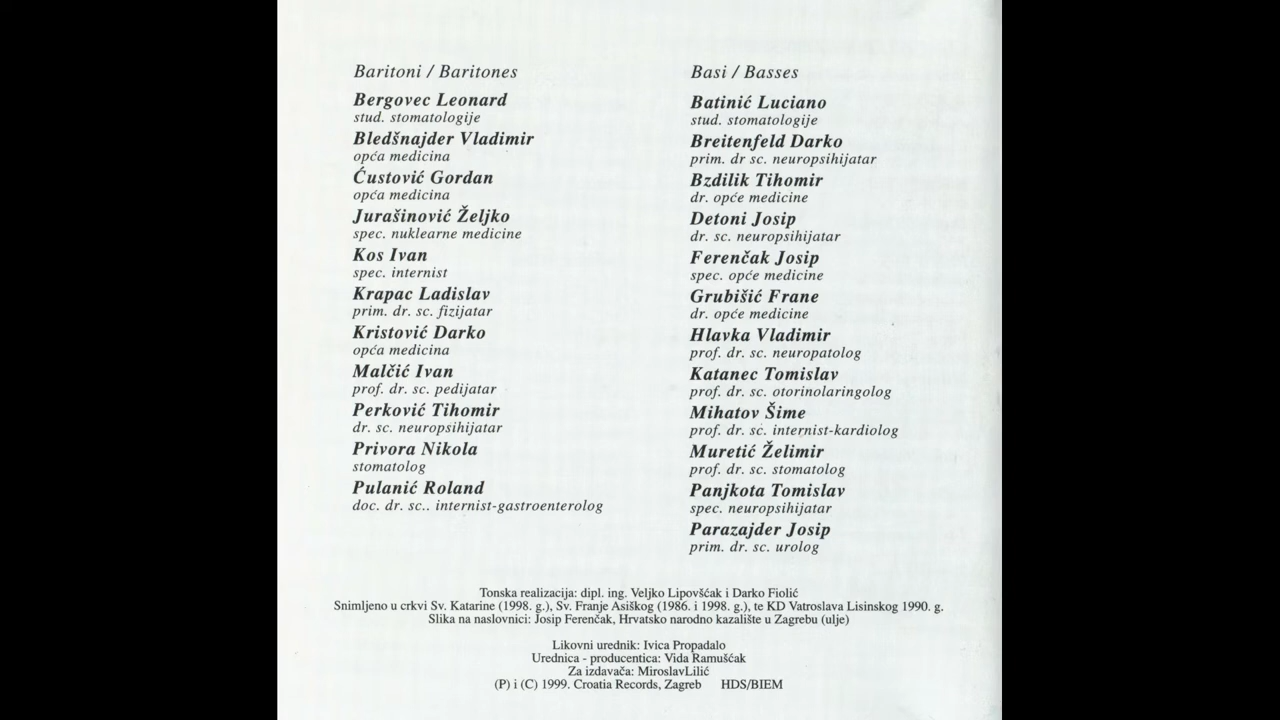 Baritoni / Baritones
Bergovec Leonard
stud. stomatologije
Bledšnajder Vladimir
opća medicina
Ćustović Gordan
opća medicina
Jurašinović Željko
spec. nuklearne medicine
Kos Ivan
spec. internist
Krapac Ladislav
prim. dr. sc. fizijatar
Kristović Darko
opća medicina
Malčić Ivan
prof. dr. sc. pedijatar
Perković Tihomir
dr. sc. neuropsihijatar
Privora Nikola
stomatolog
Pulanić Roland
doc. dr. sc.. internist-gastroenterolog
Basi / Basses
Batinić Luciano
stud. stomatologije
Breitenfeld Darko
prim. dr sc. neuropsihijatar
Bzdilik Tihomir
dr. opće medicine
Detoni Josip
dr. sc. neuropsihijatar
Ferenčak Josip
spec. opće medicine
Grubišić Frane
dr. opće medicine
Hlavka Vladimir
prof. dr. sc. neuropatolog
Katanec Tomislav
prof. dr. sc. otorinolaringolog
Mihatov Šime
prof. dr. sc. internist-kardiolog
Muretić Želimir
prof. dr. sc. stomatolog
Panjkota Tomislav
spec. neuropsihijatar
Parazajder Josip
prim. dr. sc. urolog
Tonska realizacija: dipl. ing. Veljko Lipovšćak i Darko Fiolić
Snimljeno u crkvi Sv. Katarine (1998. g.), Sv. Franje Asiškog (1986. i 1998. g.), te KD Vatroslava Lisinskog 1990. g.
Slika na naslovnici: Josip Ferenčak, Hrvatsko narodno kazalište u Zagrebu (ulje)
Likovni urednik: Ivica Propadalo
Urednica - producentica: Vida Ramušćak
Za izdavača: MiroslavLilić
(P) i (C) 1999. Croatia Records, Zagreb HDS/BIEM